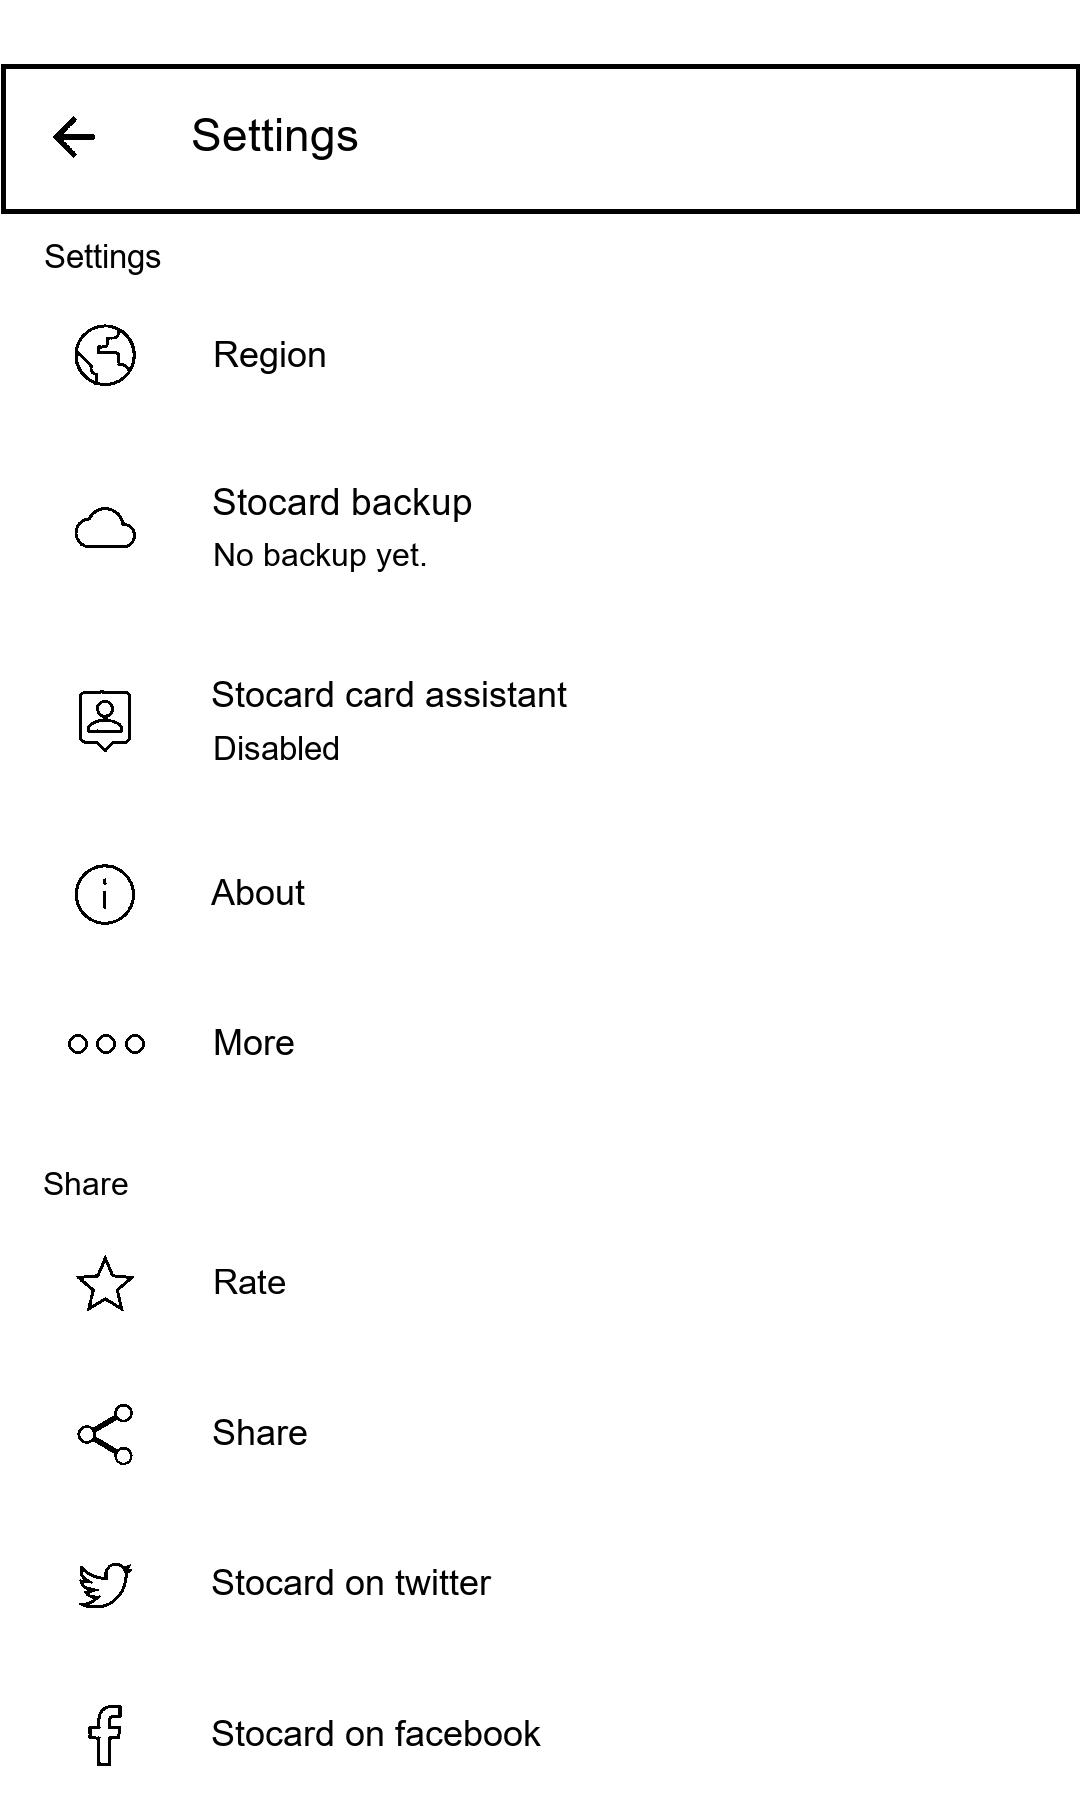 Settings
Settings
Region
Stocard backup
No backup yet.
Stocard card assistant
Disabled
About
More
Share
Rate
Share
Stocard on twitter
Stocard on facebook